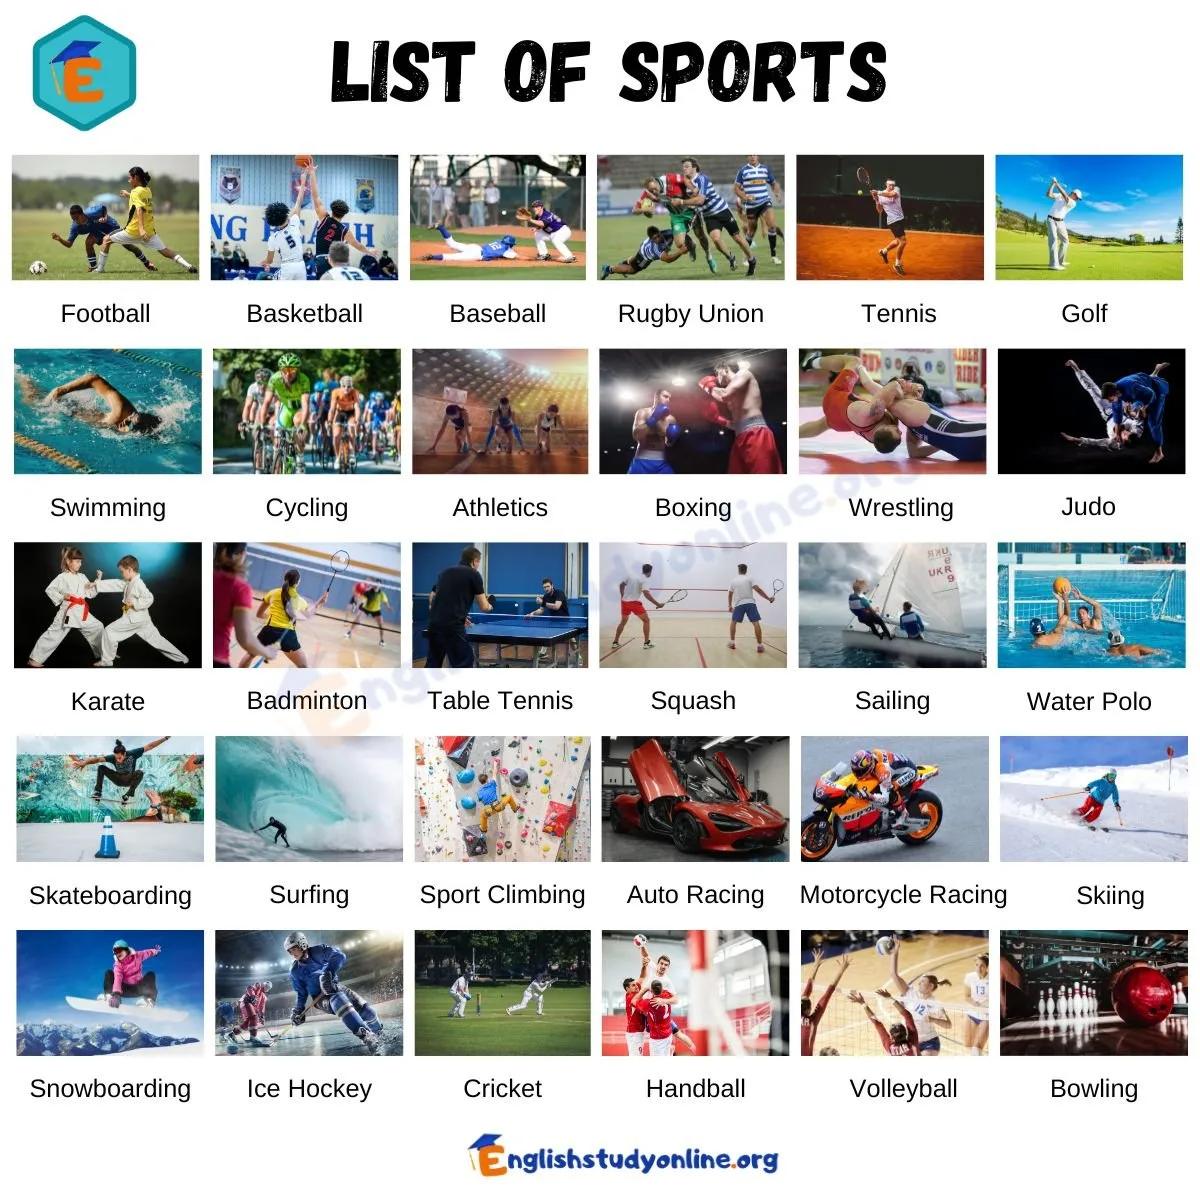 E
LIST OF SPORTS
Football
Basketball
Baseball
Rugby Union
Tennis
Golf
Swimming
Cycling
Athletics
Boxing
Wrestling
Judo
Karate
Badminton
Table Tennis
Squash
Sailing
Water Polo
Skateboarding
Surfing
Sport Climbing
Auto Racing
Motorcycle Racing
Skiing
Snowboarding
Ice Hockey
Cricket
Handball
Volleyball
Bowling
Englishstudyonline.org